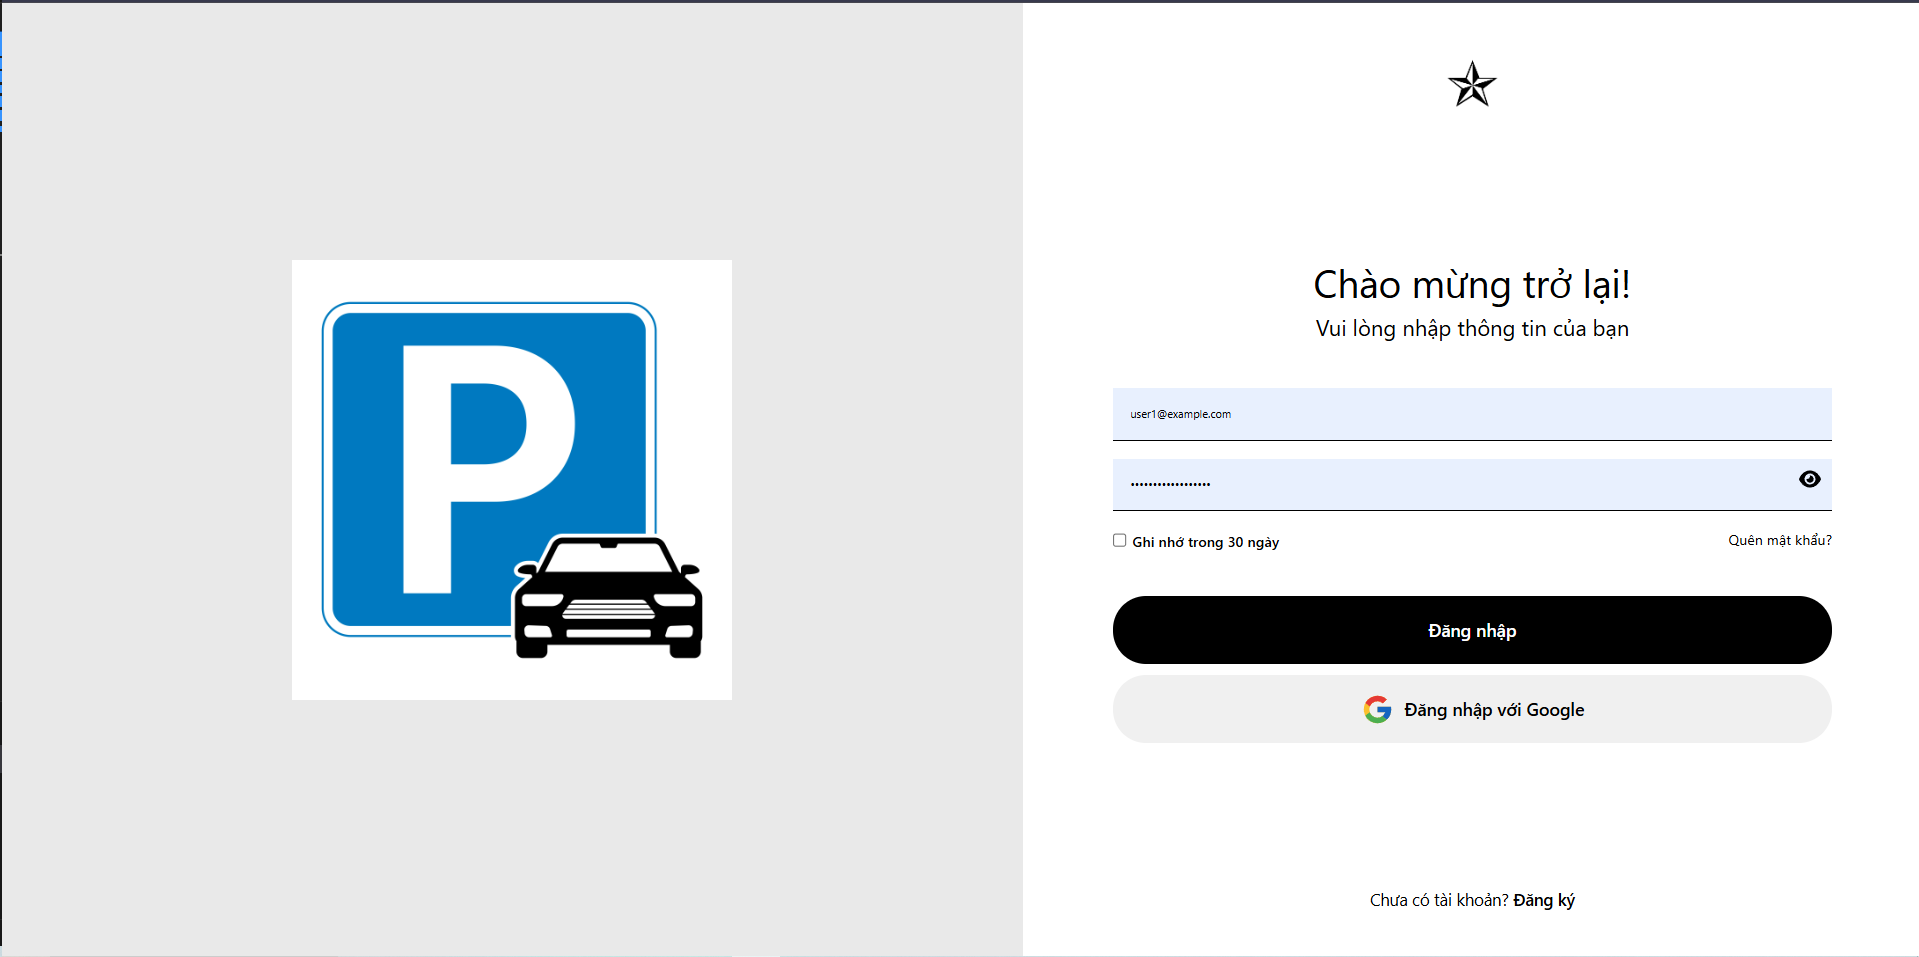 P
Chào mừng trở lại!
Vui lòng nhập thông tin của bạn
user1@example.com
••••••••••••••••••
Ghi nhớ trong 30 ngày
Quên mật khẩu?
Đăng nhập
Đăng nhập với Google
Chưa có tài khoản? Đăng ký